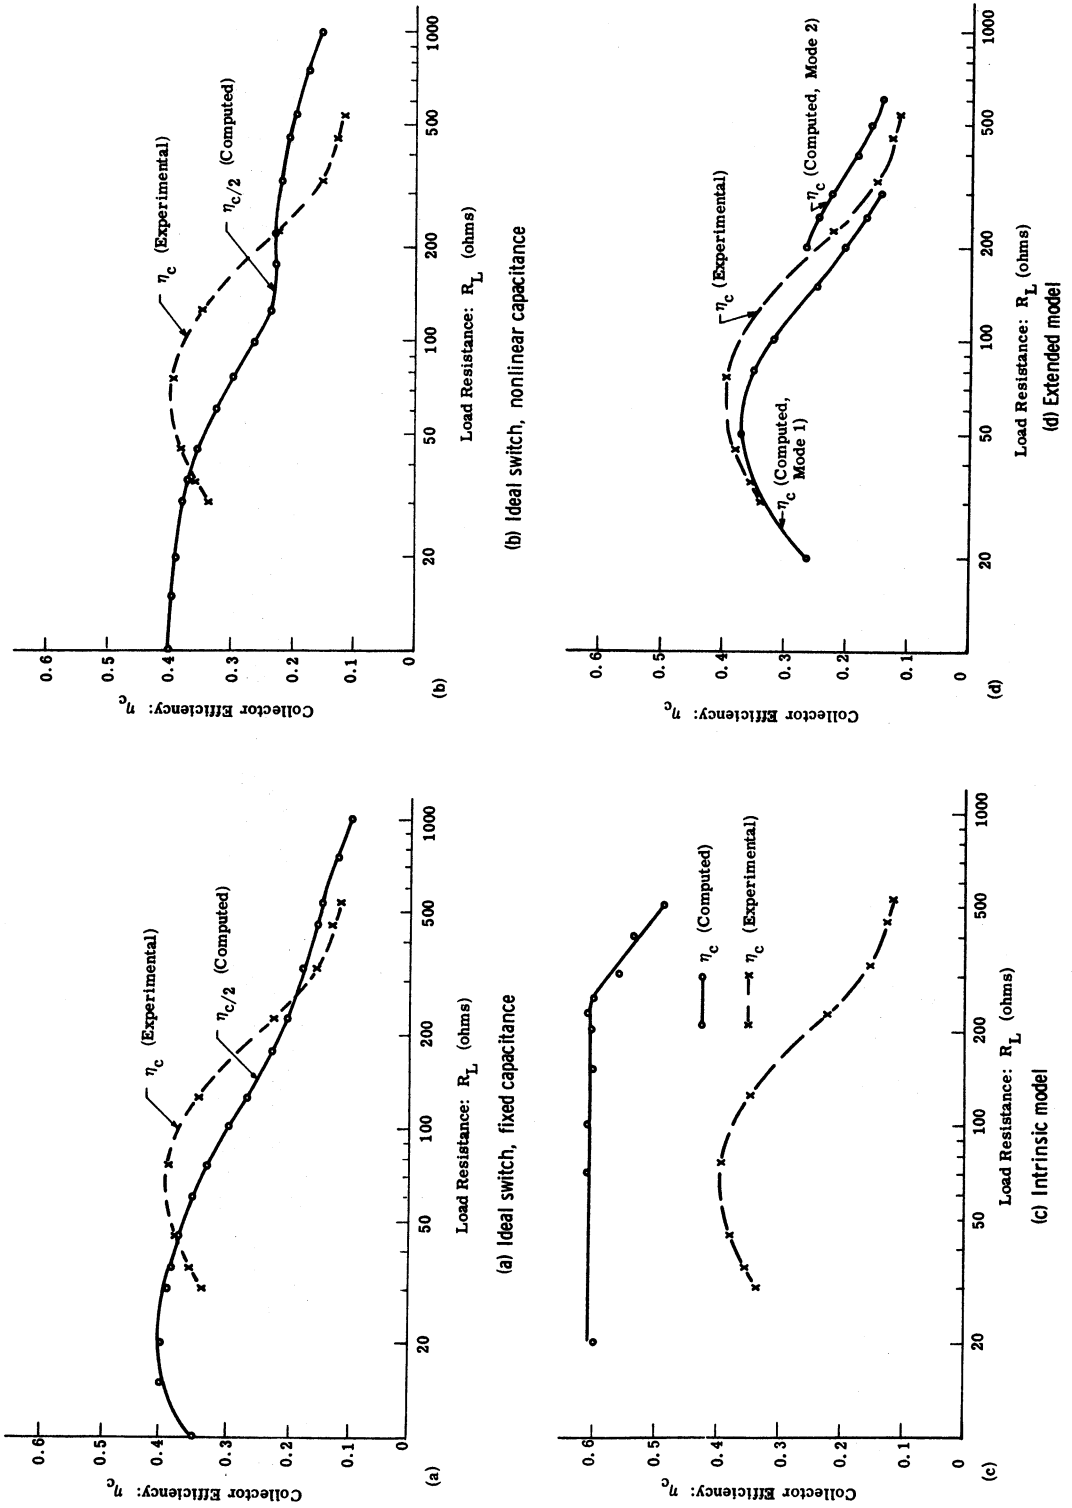 0.6
0.5
0.4
0.3
0.2
0.1
0
Collector Efficiency: ηc
(a)
20
50
100
200
500
1000
Load Resistance: RL (ohms)
ηc (Experimental)
ηc/2 (Computed)
(a) Ideal switch, fixed capacitance
0.6
0.5
0.4
0.3
0.2
0.1
0
Collector Efficiency: ηc
(b)
20
50
100
200
500
1000
Load Resistance: RL (ohms)
ηc (Experimental)
ηc/2 (Computed)
(b) Ideal switch, nonlinear capacitance
0.6
0.5
0.4
0.3
0.2
0.1
0
Collector Efficiency: ηc
(c)
20
50
100
200
500
1000
Load Resistance: RL (ohms)
ηc (Computed)
ηc (Experimental)
(c) Intrinsic model
0.6
0.5
0.4
0.3
0.2
0.1
0
Collector Efficiency: ηc
(d)
20
50
100
200
500
1000
Load Resistance: RL (ohms)
ηc (Experimental)
ηc (Computed, Mode 2)
ηc (Computed,
Mode 1)
(d) Extended model